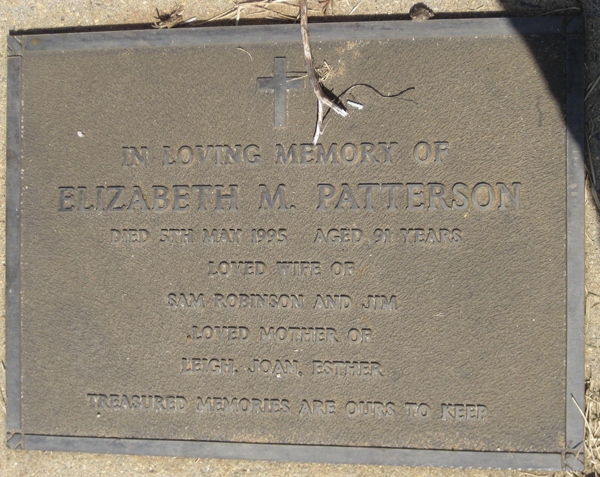 IN LOVING MEMORY OF
ELIZABETH M. PATTERSON
DIED 5TH MAY 1995 AGED 91 YEARS
LOVED WIFE OF
SAM ROBINSON AND JIM
LOVED MOTHER OF
LEIGH, JOAN, ESTHER
TREASURED MEMORIES ARE OURS TO KEEP